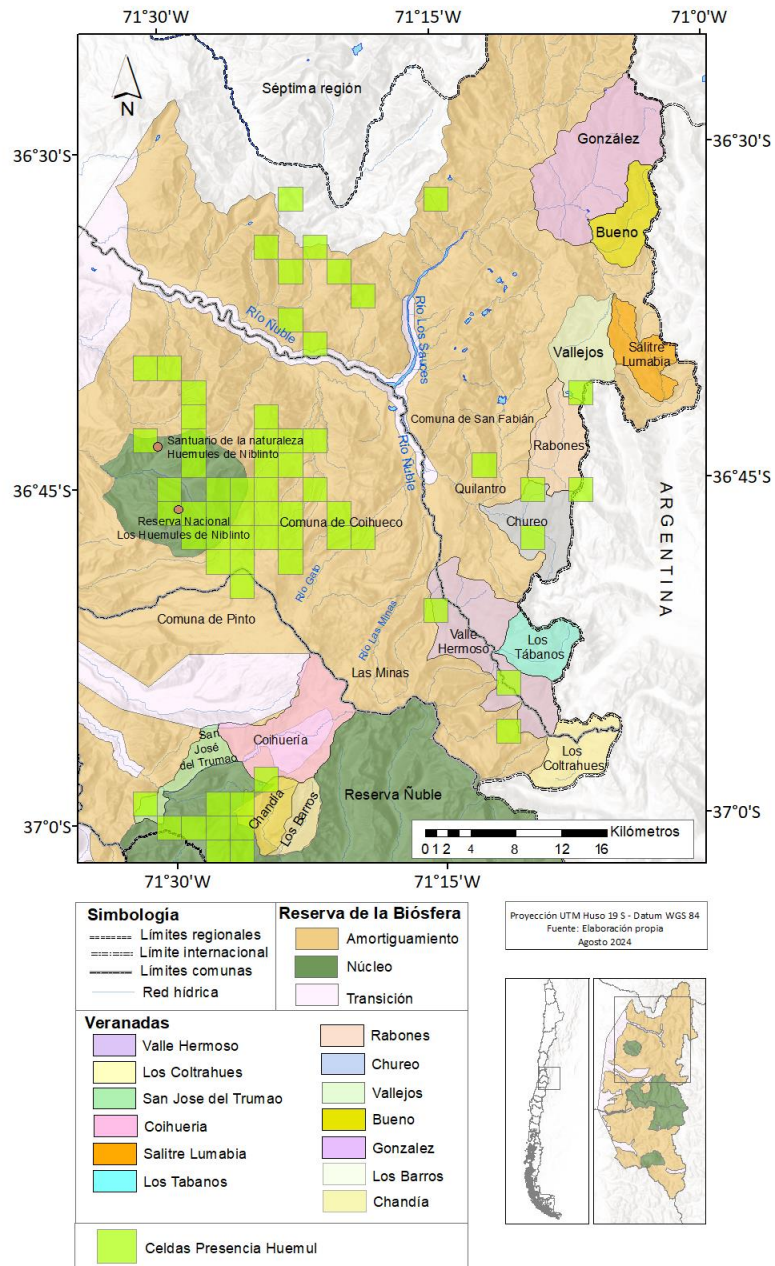 71°30'W
71°15'W
71°0'W
N
Séptima región
González
36°30'S
36°30'S
Bueno
Río Los Sauces
Río Ñuble
Vallejos
Salitre
Lumabia
Comuna de San Fabián
Santuario de la naturaleza
Huemules de Niblinto
Rabones
Río Ñuble
36°45'S
36°45'S
Quilantro
Reserva Nacional
Los Huemules de Niblinto
Comuna de Coihueco
Chureo
ARGENTINA
Río Gato
Río Las Minas
Comuna de Pinto
Valle
Hermoso
Los
Tábanos
Las Minas
San
José
del Trumao
Coihuería
Los
Coltrahues
Chandía
Los Barros
Reserva Ñuble
37°0'S
37°0'S
Kilómetros
0 1 2 4 8 12 16
71°30'W
71°15'W
Simbología
Límites regionales
Límite internacional
Límites comunas
Red hídrica
Reserva de la Biósfera
Amortiguamiento
Núcleo
Transición
Proyección UTM Huso 19 S - Datum WGS 84
Fuente: Elaboración propia
Agosto 2024
Veranadas
Valle Hermoso
Los Coltrahues
San Jose del Trumao
Coihueria
Salitre Lumabia
Los Tabanos
Rabones
Chureo
Vallejos
Bueno
Gonzalez
Los Barros
Chandía
Celdas Presencia Huemul